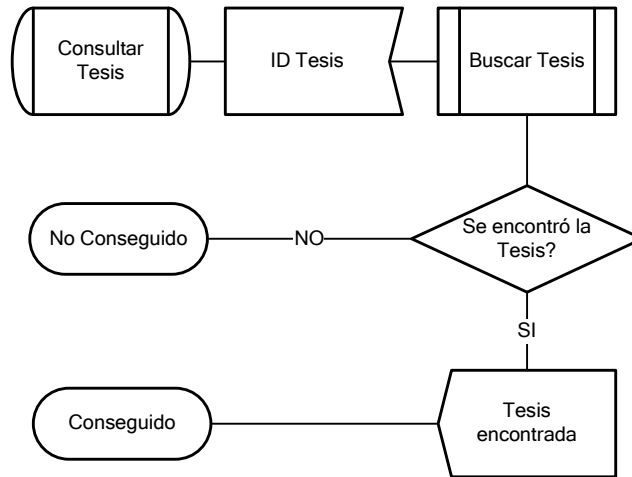 Consultar
Tesis
ID Tesis
Buscar Tesis
No Conseguido
NO
Se encontró la
Tesis?
SI
Conseguido
Tesis
encontrada